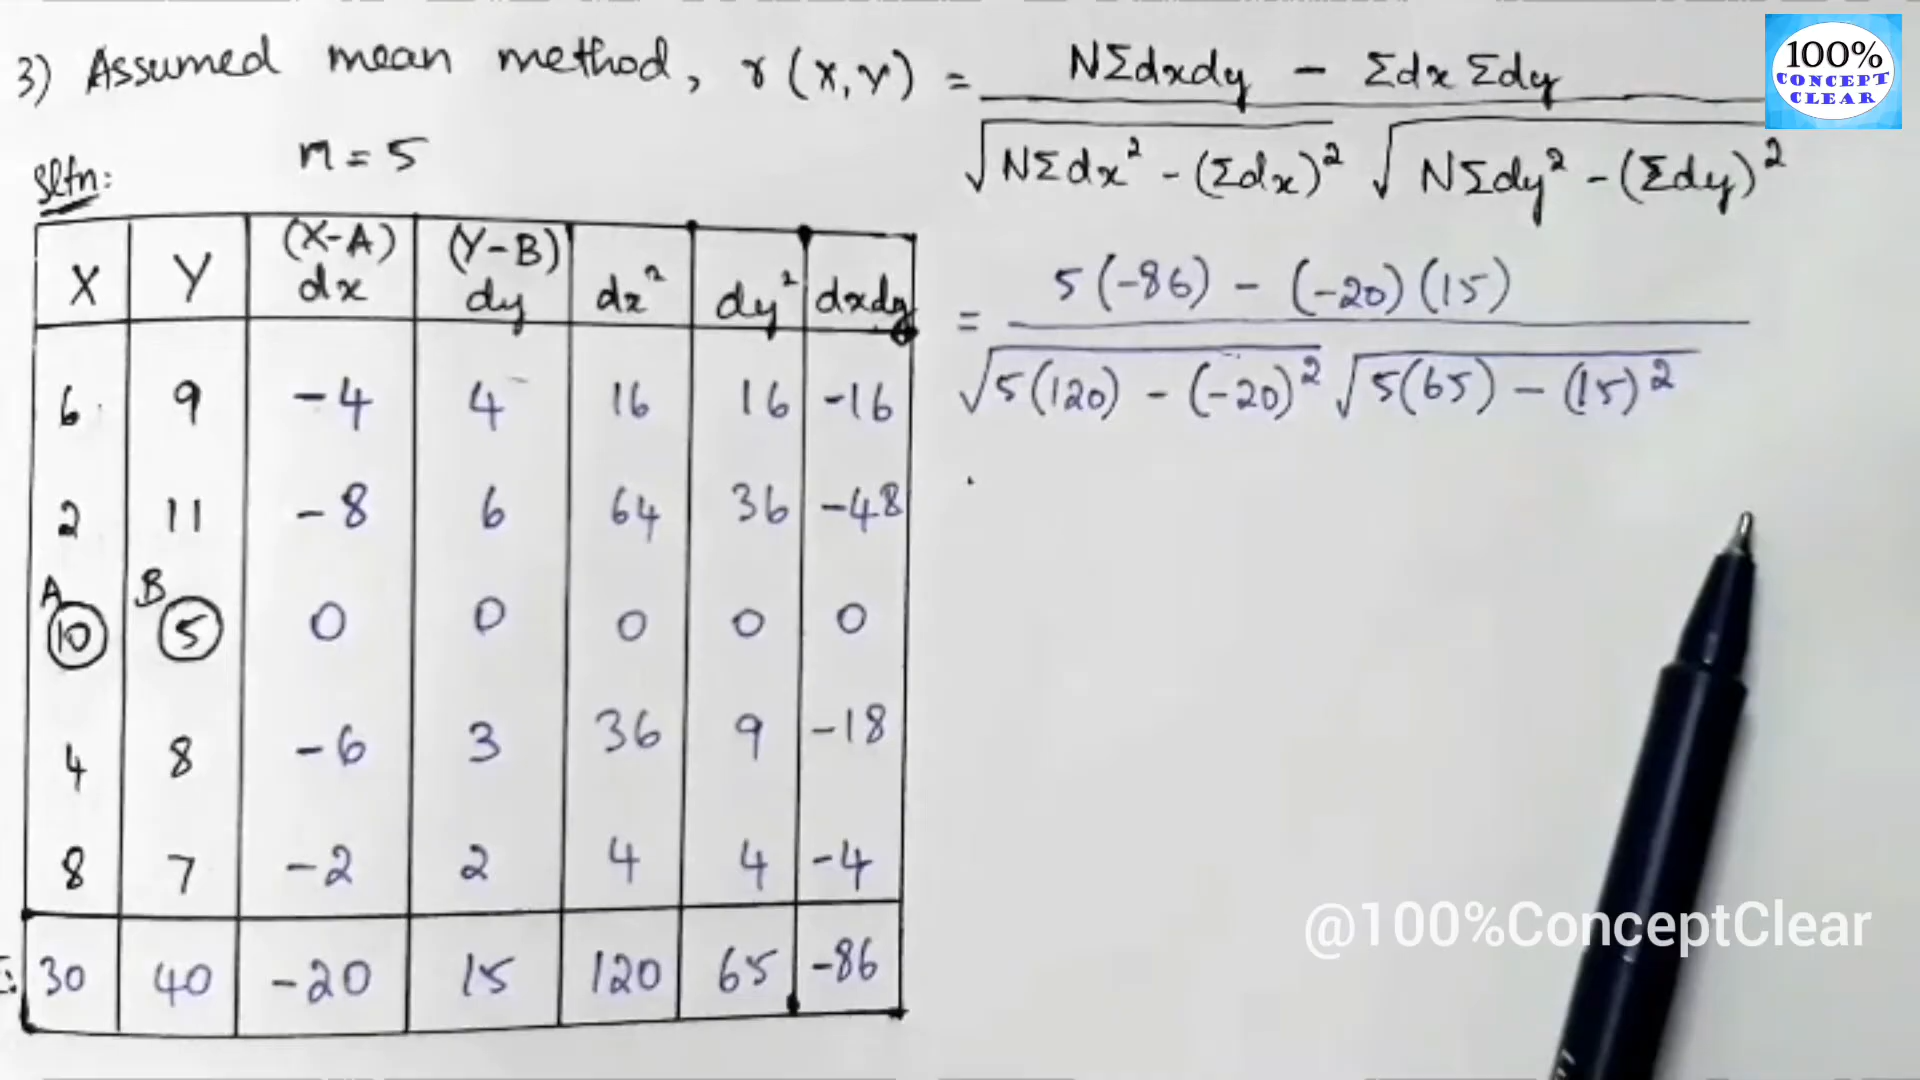 3) Assumed mean method, r(X,Y) = NΣdxdy - Σdx Σdy
√NΣdx² - (Σdx)² √NΣdy² - (Σdy)²
100%
CONCEPT
CLEAR
Sltn: n = 5
= 5(-86) - (-20)(15)
√5(120) - (-20)² √5(65) - (15)²
X Y (X-A) dx (Y-B) dy dx² dy² dxdy
6 9 -4 4 16 16 -16
2 11 -8 6 64 36 -48
A 10 B 5 0 0 0 0 0
4 8 -6 3 36 9 -18
8 7 -2 2 4 4 -4
30 40 -20 15 120 65 -86
@100%ConceptClear